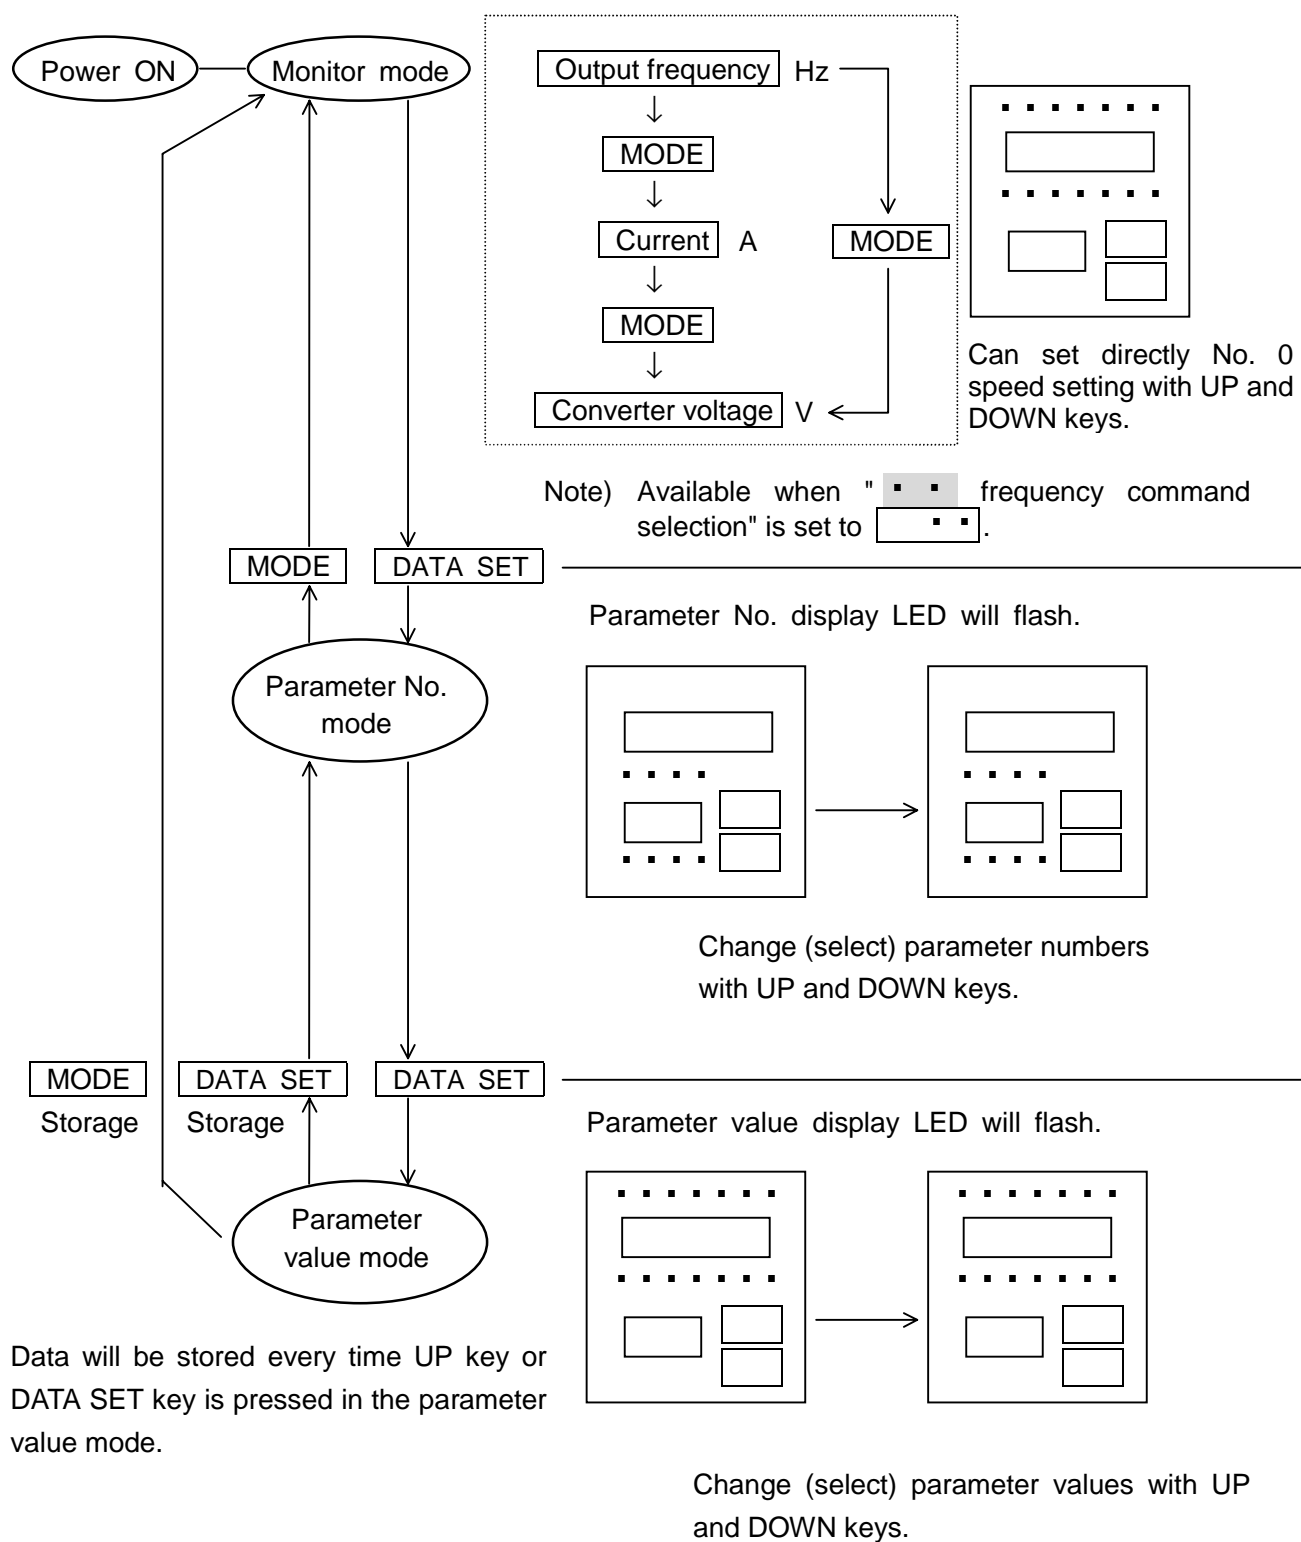 Power ON
Monitor mode
Output frequency Hz
MODE
Current A
MODE
MODE
Converter voltage V
Can set directly No. 0
speed setting with UP and
DOWN keys.
Note) Available when " frequency command
selection" is set to .
MODE
DATA SET
Parameter No. display LED will flash.
Parameter No.
mode
Change (select) parameter numbers
with UP and DOWN keys.
MODE
Storage
DATA SET
Storage
DATA SET
Parameter value display LED will flash.
Parameter
value mode
Data will be stored every time UP key or
DATA SET key is pressed in the parameter
value mode.
Change (select) parameter values with UP
and DOWN keys.